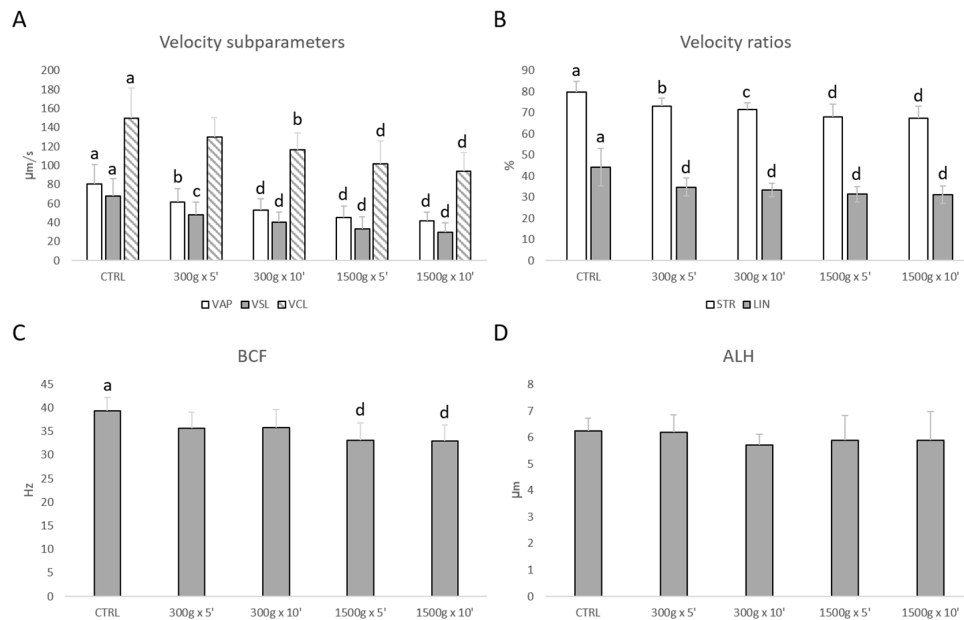 A
Velocity subparameters
200
180
160
140
120
100
80
60
40
20
0
µm/s
a a a
b c
d d b
d d d
d d d
CTRL 300g x 5' 300g x 10' 1500g x 5' 1500g x 10'
VAP VSL VCL
B
Velocity ratios
90
80
70
60
50
40
30
20
10
0
%
a a
b d
c d
d d
d d
CTRL 300g x 5' 300g x 10' 1500g x 5' 1500g x 10'
STR LIN
C
BCF
45
40
35
30
25
20
15
10
5
0
Hz
a d d
CTRL 300g x 5' 300g x 10' 1500g x 5' 1500g x 10'
D
ALH
8
7
6
5
4
3
2
1
0
µm
CTRL 300g x 5' 300g x 10' 1500g x 5' 1500g x 10'